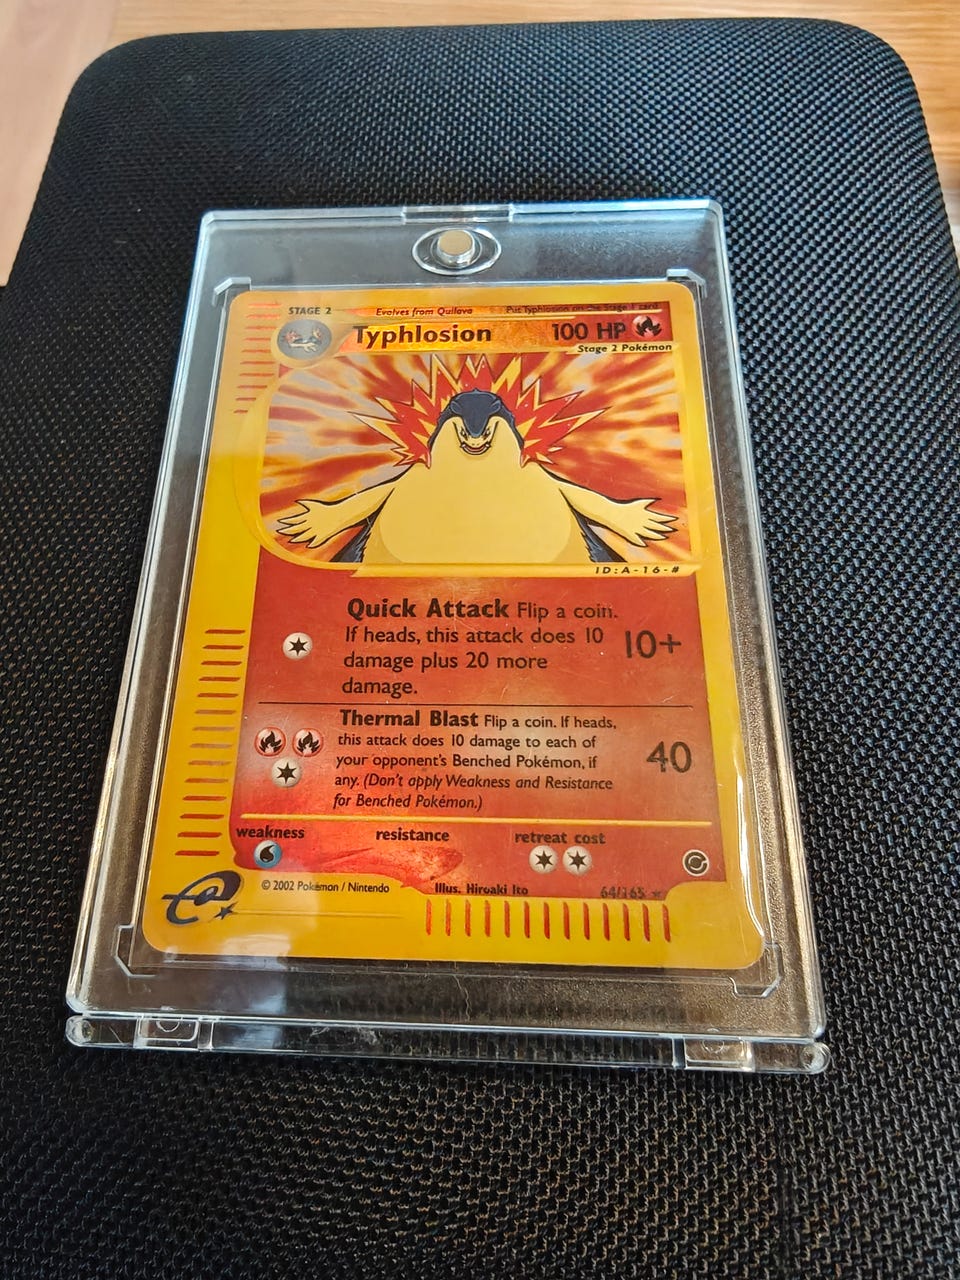 STAGE 2 Evolves from Quilava Put Typhlosion on the Stage 1 card
Typhlosion 100 HP
Stage 2 Pokémon
ID:A-16-#
Quick Attack Flip a coin.
If heads, this attack does 10
damage plus 20 more
damage.
10+
Thermal Blast Flip a coin. If heads,
this attack does 10 damage to each of
your opponent's Benched Pokémon, if
any. (Don't apply Weakness and Resistance
for Benched Pokémon.)
40
weakness resistance retreat cost
e
© 2002 Pokémon / Nintendo Illus. Hiroaki Ito 64/165 ★